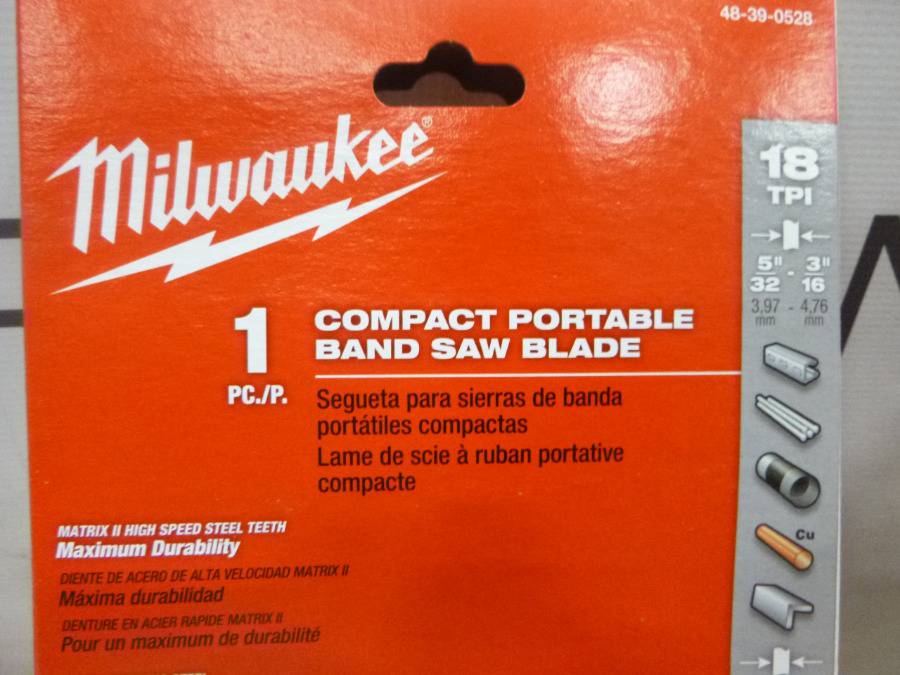 48-39-0528
Milwaukee®
18
TPI
5" - 3"
32 16
3,97 - 4,76
mm mm
1
PC./P.
COMPACT PORTABLE
BAND SAW BLADE
Segueta para sierras de banda
portátiles compactas
Lame de scie à ruban portative
compacte
Cu
MATRIX II HIGH SPEED STEEL TEETH
Maximum Durability
DIENTE DE ACERO DE ALTA VELOCIDAD MATRIX II
Máxima durabilidad
DENTURE EN ACIER RAPIDE MATRIX II
Pour un maximum de durabilité